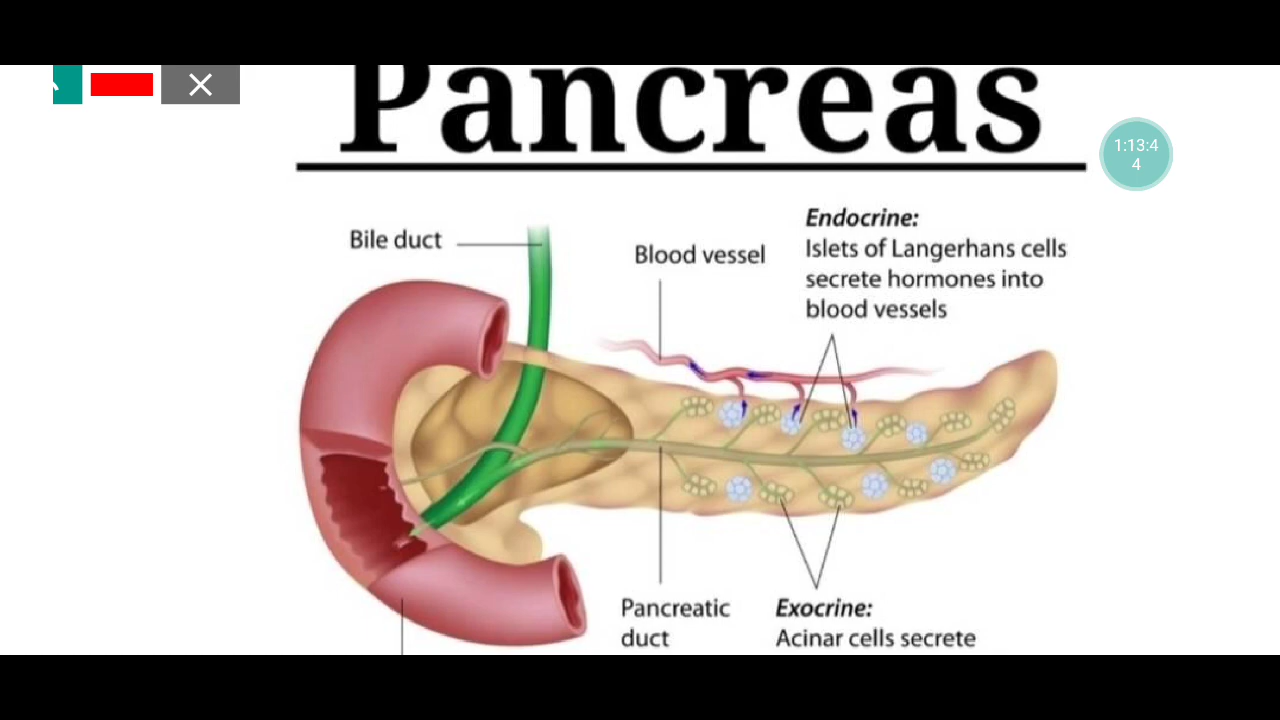 Pancreas
1:13:4
4
Bile duct
Blood vessel
Endocrine:
Islets of Langerhans cells
secrete hormones into
blood vessels
Pancreatic
duct
Exocrine:
Acinar cells secrete